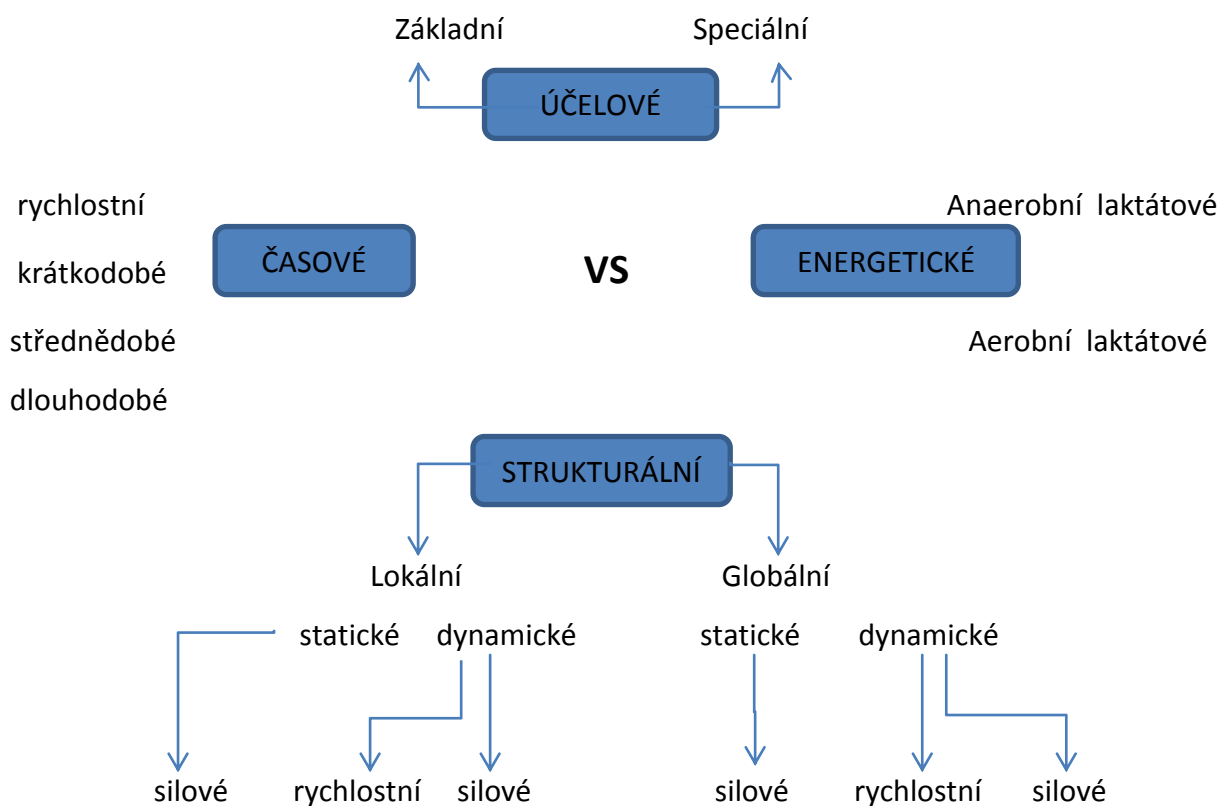 Základní Speciální
ÚČELOVÉ
rychlostní Anaerobní laktátové
ČASOVÉ VS ENERGETICKÉ
krátkodobé
střednědobé Aerobní laktátové
dlouhodobé
STRUKTURÁLNÍ
Lokální Globální
statické dynamické statické dynamické
silové rychlostní silové silové rychlostní silové